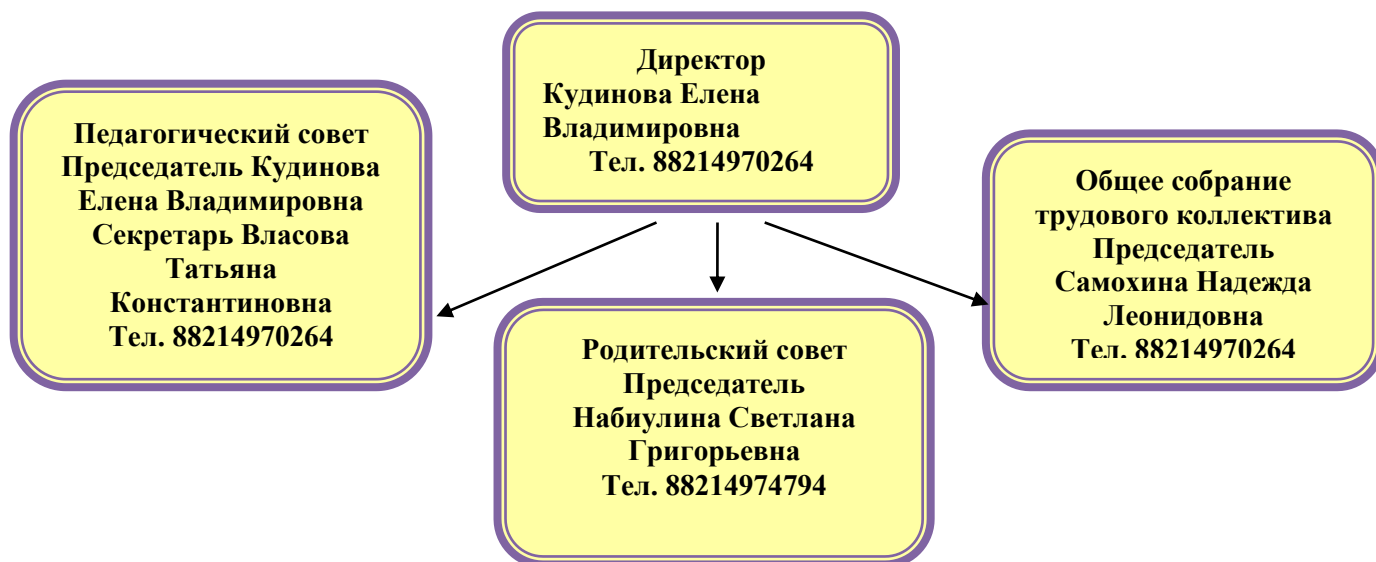 Директор
Кудинова Елена
Владимировна
Тел. 88214970264
Педагогический совет
Председатель Кудинова
Елена Владимировна
Секретарь Власова
Татьяна
Константиновна
Тел. 88214970264
Общее собрание
трудового коллектива
Председатель
Самохина Надежда
Леонидовна
Тел. 88214970264
Родительский совет
Председатель
Набиулина Светлана
Григорьевна
Тел. 88214974794